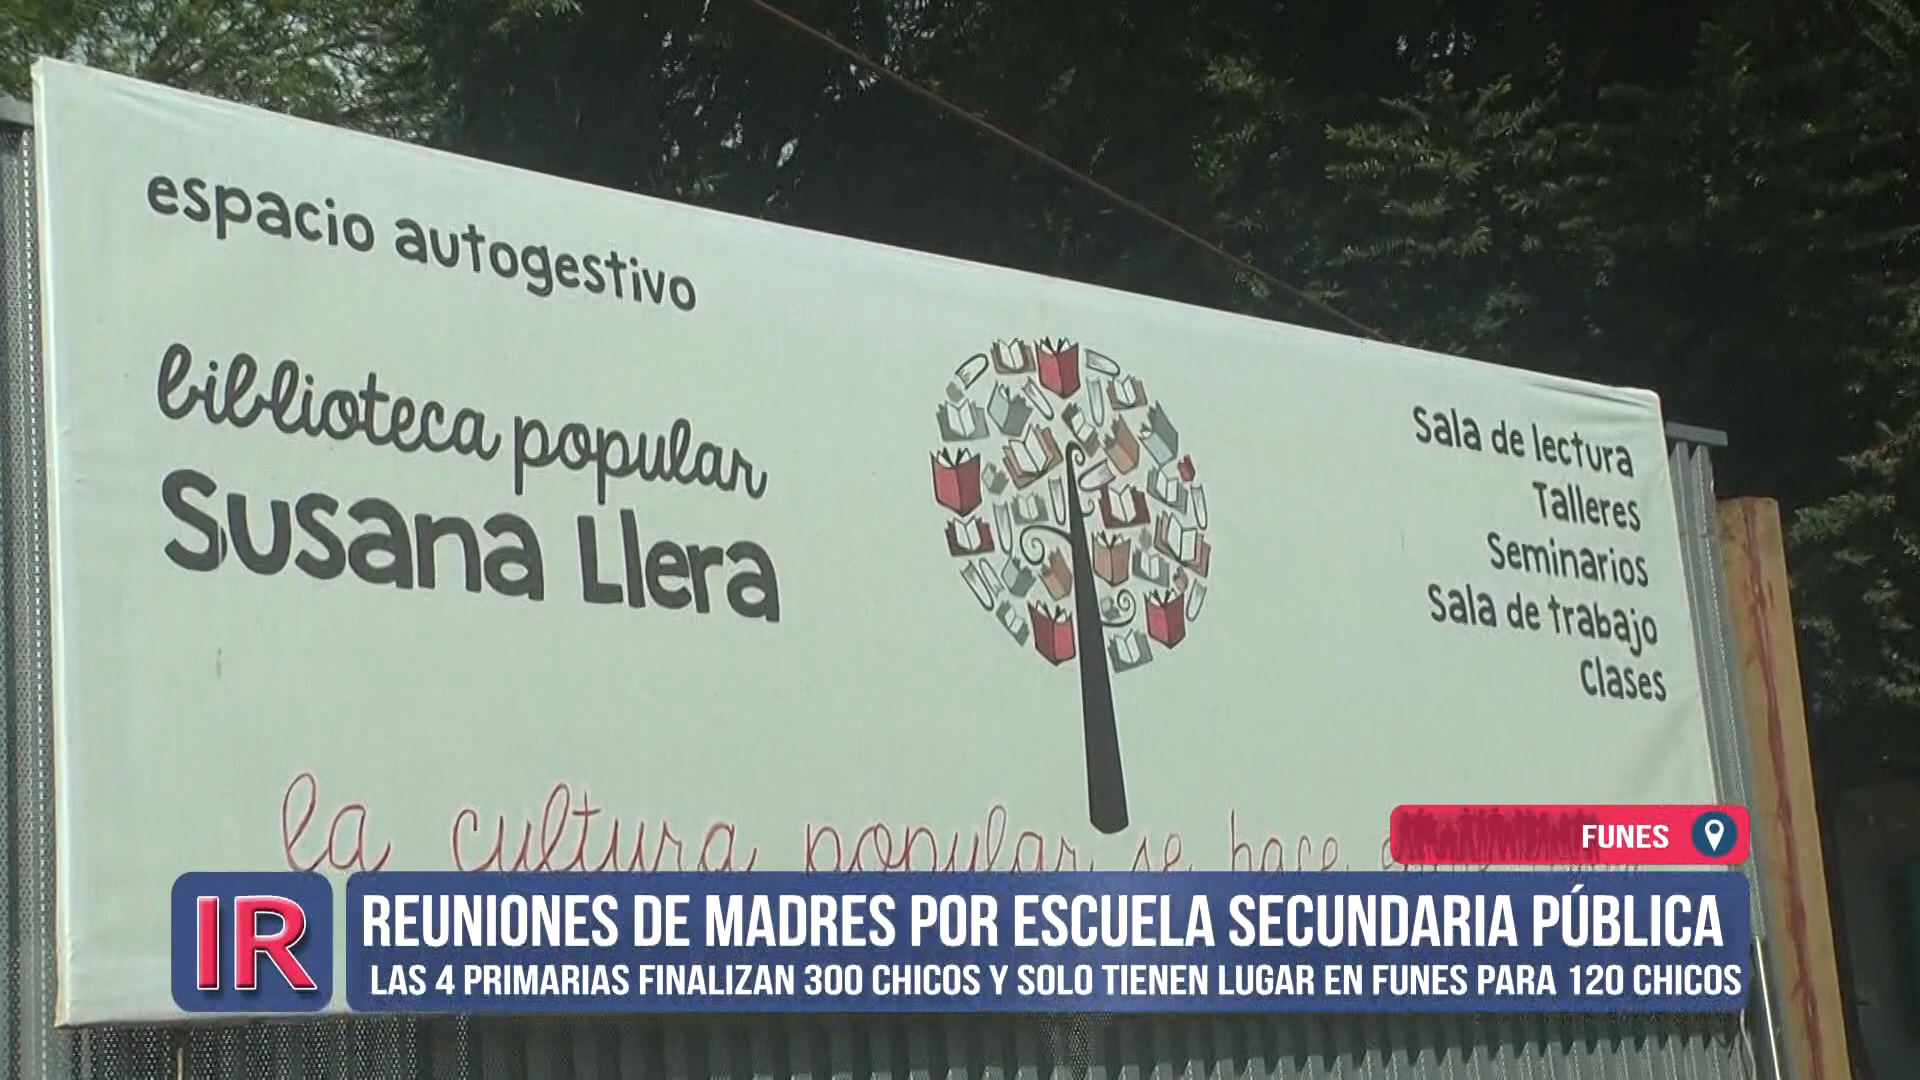 espacio autogestivo
biblioteca popular
Susana Llera
Sala de lectura
Talleres
Seminarios
Sala de trabajo
Clases
la cultura popular se hace
FUNES
IR
REUNIONES DE MADRES POR ESCUELA SECUNDARIA PÚBLICA
LAS 4 PRIMARIAS FINALIZAN 300 CHICOS Y SOLO TIENEN LUGAR EN FUNES PARA 120 CHICOS